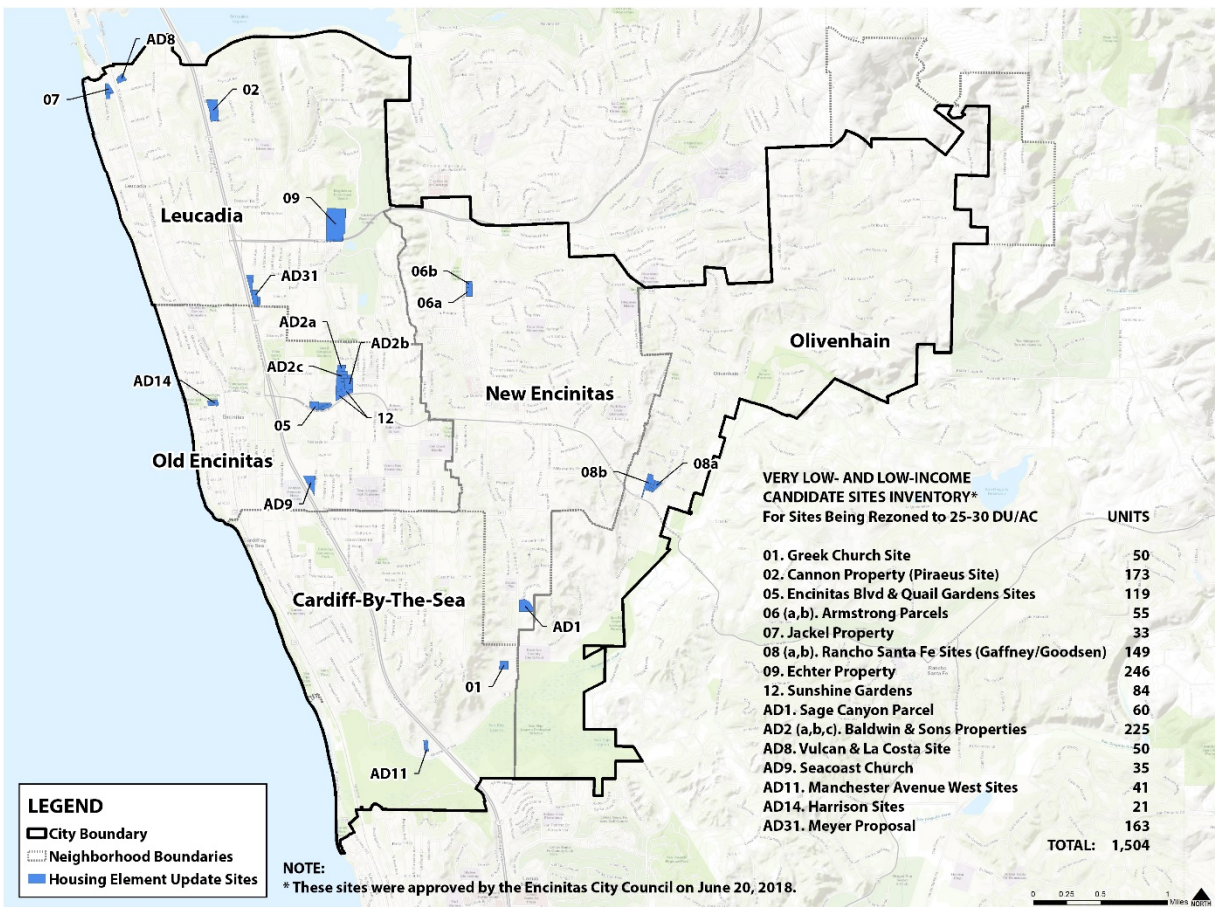 AD8
02
07
09
Leucadia
06b
AD31
06a
AD2a
AD2b
Olivenhain
AD2c
AD14
New Encinitas
12
05
Old Encinitas
08b
08a
AD9
Cardiff-By-The-Sea
AD1
01
AD11
VERY LOW- AND LOW-INCOME
CANDIDATE SITES INVENTORY*
For Sites Being Rezoned to 25-30 DU/AC UNITS
01. Greek Church Site 50
02. Cannon Property (Piraeus Site) 173
05. Encinitas Blvd & Quail Gardens Sites 119
06 (a,b). Armstrong Parcels 55
07. Jackel Property 33
08 (a,b). Rancho Santa Fe Sites (Gaffney/Goodsen) 149
09. Echter Property 246
12. Sunshine Gardens 84
AD1. Sage Canyon Parcel 60
AD2 (a,b,c). Baldwin & Sons Properties 225
AD8. Vulcan & La Costa Site 50
AD9. Seacoast Church 35
AD11. Manchester Avenue West Sites 41
AD14. Harrison Sites 21
AD31. Meyer Proposal 163
TOTAL: 1,504
LEGEND
City Boundary
Neighborhood Boundaries
Housing Element Update Sites
NOTE:
* These sites were approved by the Encinitas City Council on June 20, 2018.
0 0.25 0.5 1
Miles
NORTH